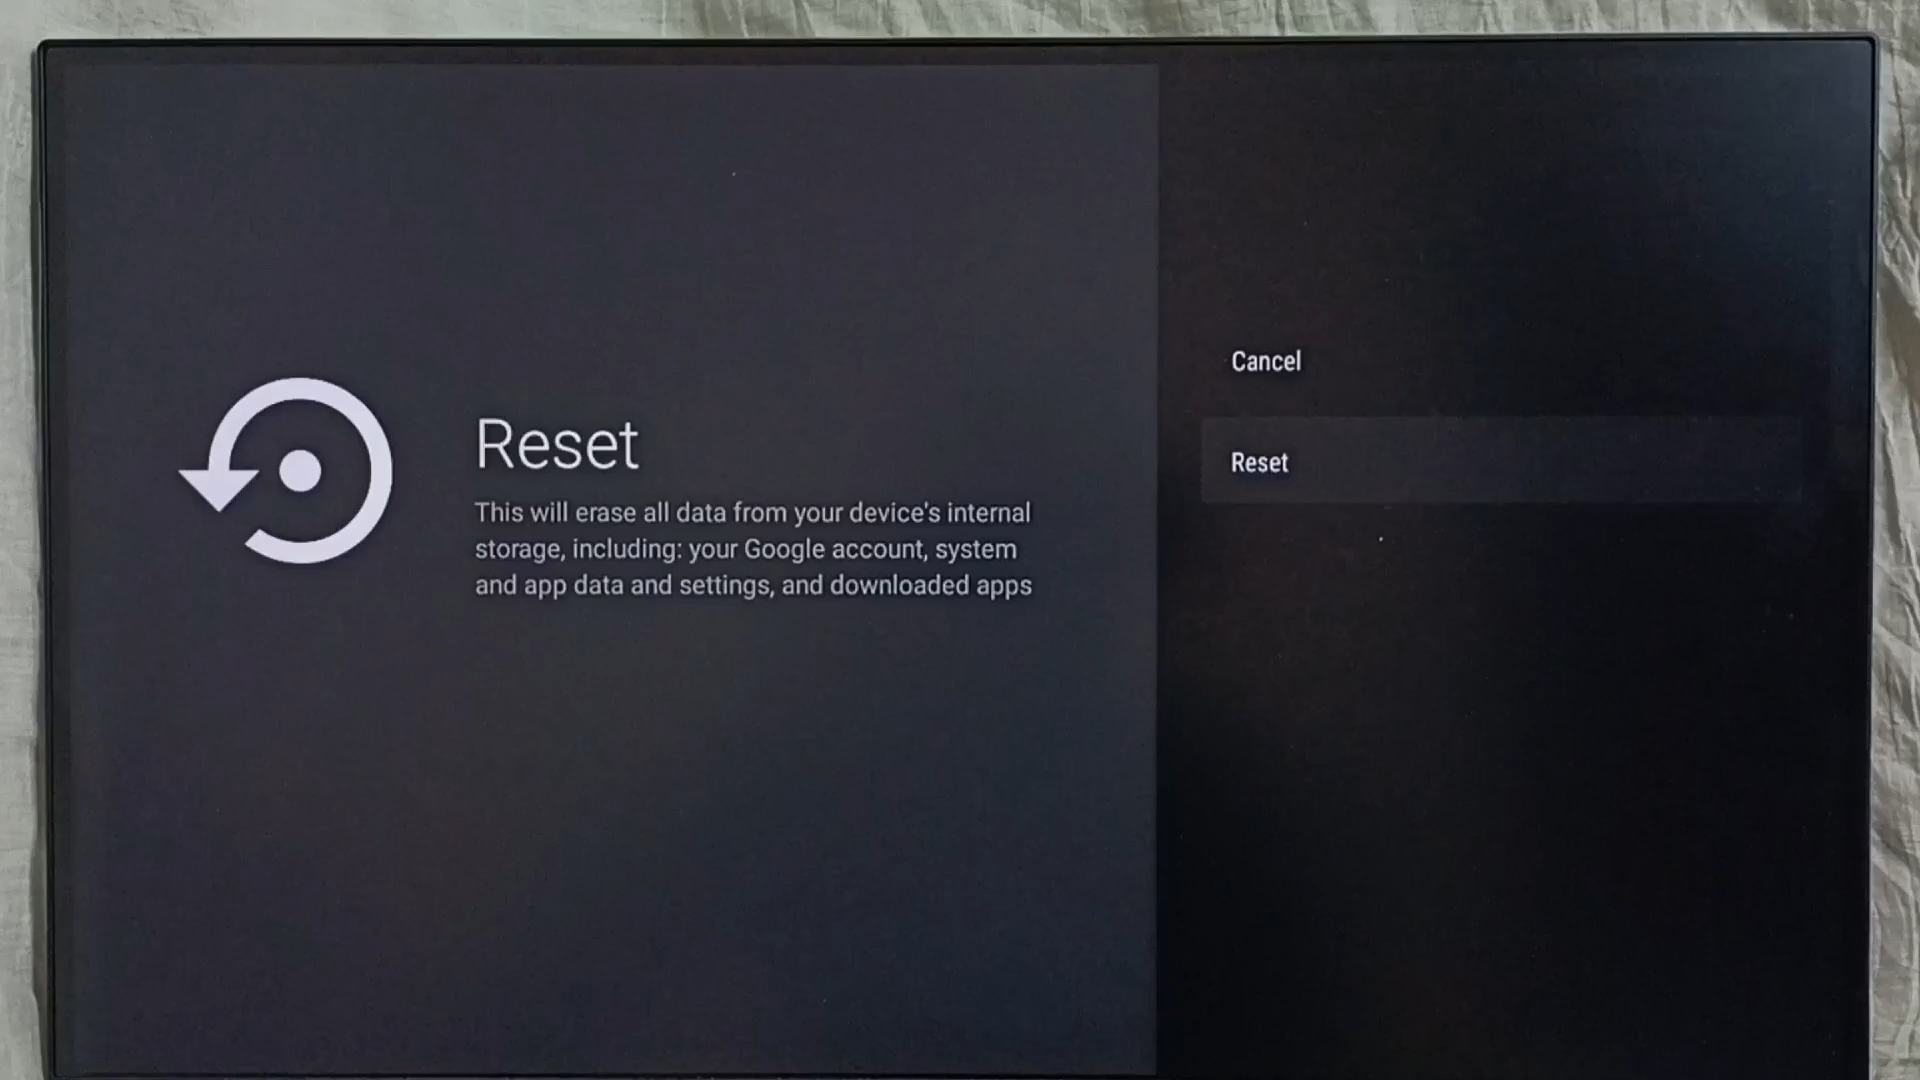 Reset
This will erase all data from your device's internal
storage, including: your Google account, system
and app data and settings, and downloaded apps
Cancel
Reset